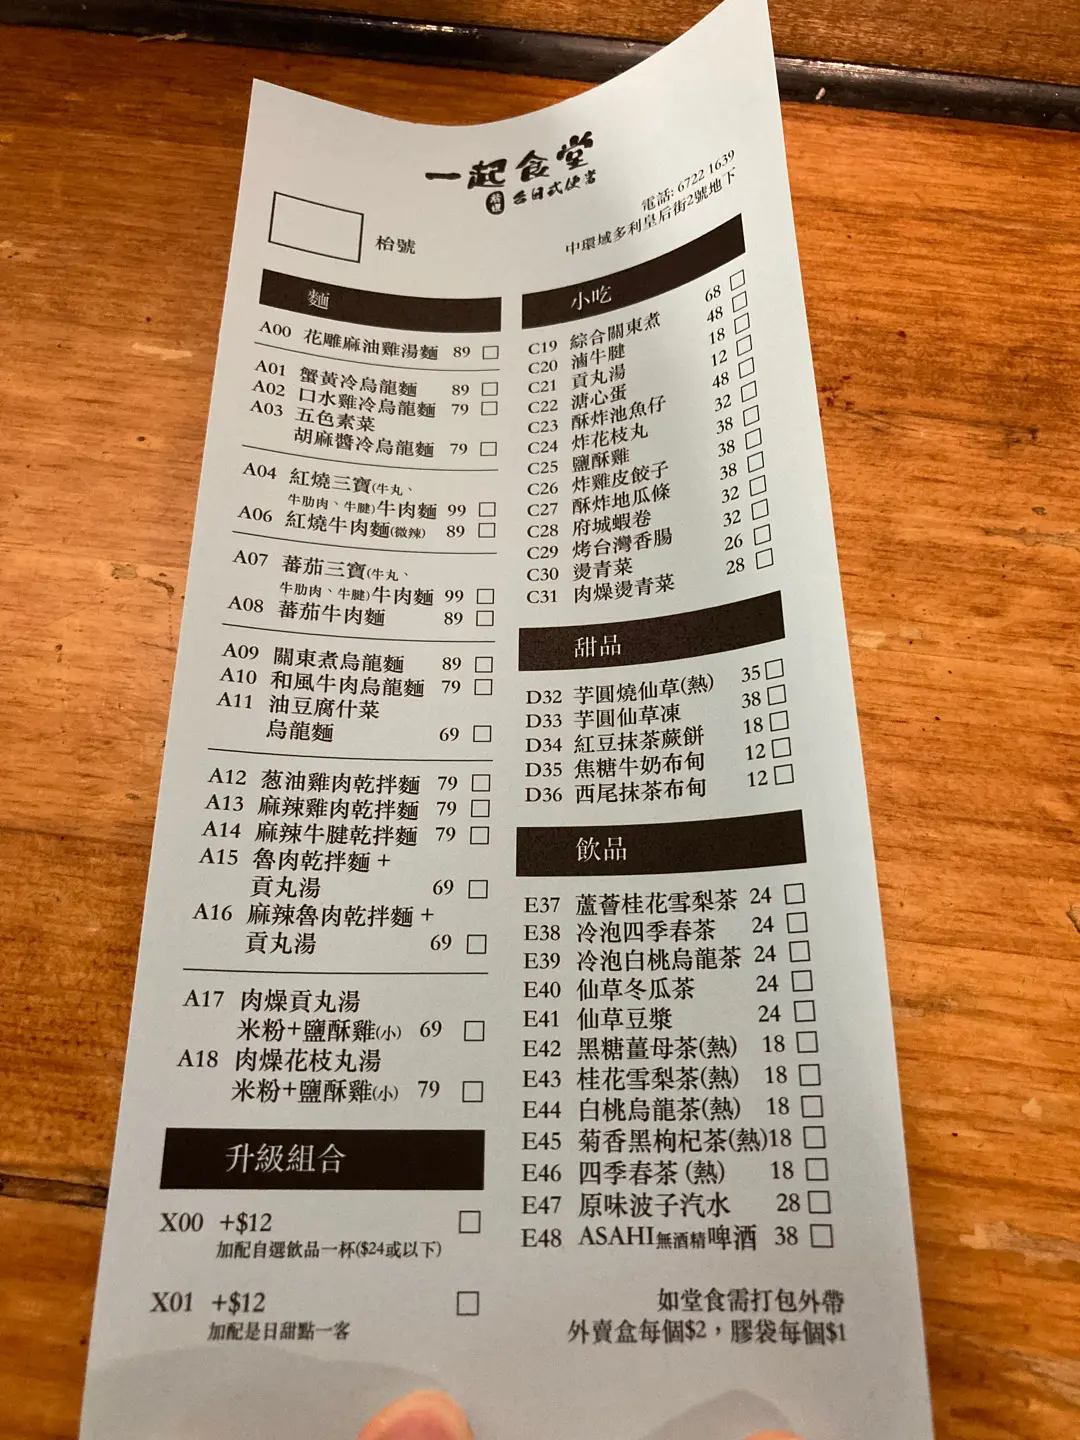 一起食堂
台日式便當
電話: 6722 1639
中環域多利皇后街2號地下
枱號
麵
A00 花雕麻油雞湯麵 89
A01 蟹黃冷烏龍麵 89
A02 口水雞冷烏龍麵 79
A03 五色素菜
胡麻醬冷烏龍麵 79
A04 紅燒三寶(牛丸、
牛肋肉、牛腱)牛肉麵 99
A06 紅燒牛肉麵(微辣) 89
A07 蕃茄三寶(牛丸、
牛肋肉、牛腱)牛肉麵 99
A08 蕃茄牛肉麵 89
A09 關東煮烏龍麵 89
A10 和風牛肉烏龍麵 79
A11 油豆腐什菜
烏龍麵 69
A12 葱油雞肉乾拌麵 79
A13 麻辣雞肉乾拌麵 79
A14 麻辣牛腱乾拌麵 79
A15 魯肉乾拌麵 +
貢丸湯 69
A16 麻辣魯肉乾拌麵 +
貢丸湯 69
A17 肉燥貢丸湯
米粉+鹽酥雞(小) 69
A18 肉燥花枝丸湯
米粉+鹽酥雞(小) 79
升級組合
X00 +$12
加配自選飲品一杯($24或以下)
X01 +$12
加配是日甜點一客
小吃
C19 綜合關東煮 68
C20 滷牛腱 48
C21 貢丸湯 18
C22 溏心蛋 12
C23 酥炸池魚仔 48
C24 炸花枝丸 32
C25 鹽酥雞 38
C26 炸雞皮餃子 38
C27 酥炸地瓜條 38
C28 府城蝦卷 32
C29 烤台灣香腸 32
C30 燙青菜 26
C31 肉燥燙青菜 28
甜品
D32 芋圓燒仙草(熱) 35
D33 芋圓仙草凍 38
D34 紅豆抹茶蕨餅 18
D35 焦糖牛奶布甸 12
D36 西尾抹茶布甸 12
飲品
E37 蘆薈桂花雪梨茶 24
E38 冷泡四季春茶 24
E39 冷泡白桃烏龍茶 24
E40 仙草冬瓜茶 24
E41 仙草豆漿 24
E42 黑糖薑母茶(熱) 18
E43 桂花雪梨茶(熱) 18
E44 白桃烏龍茶(熱) 18
E45 菊香黑枸杞茶(熱) 18
E46 四季春茶 (熱) 18
E47 原味波子汽水 28
E48 ASAHI無酒精啤酒 38
如堂食需打包外帶
外賣盒每個$2，膠袋每個$1